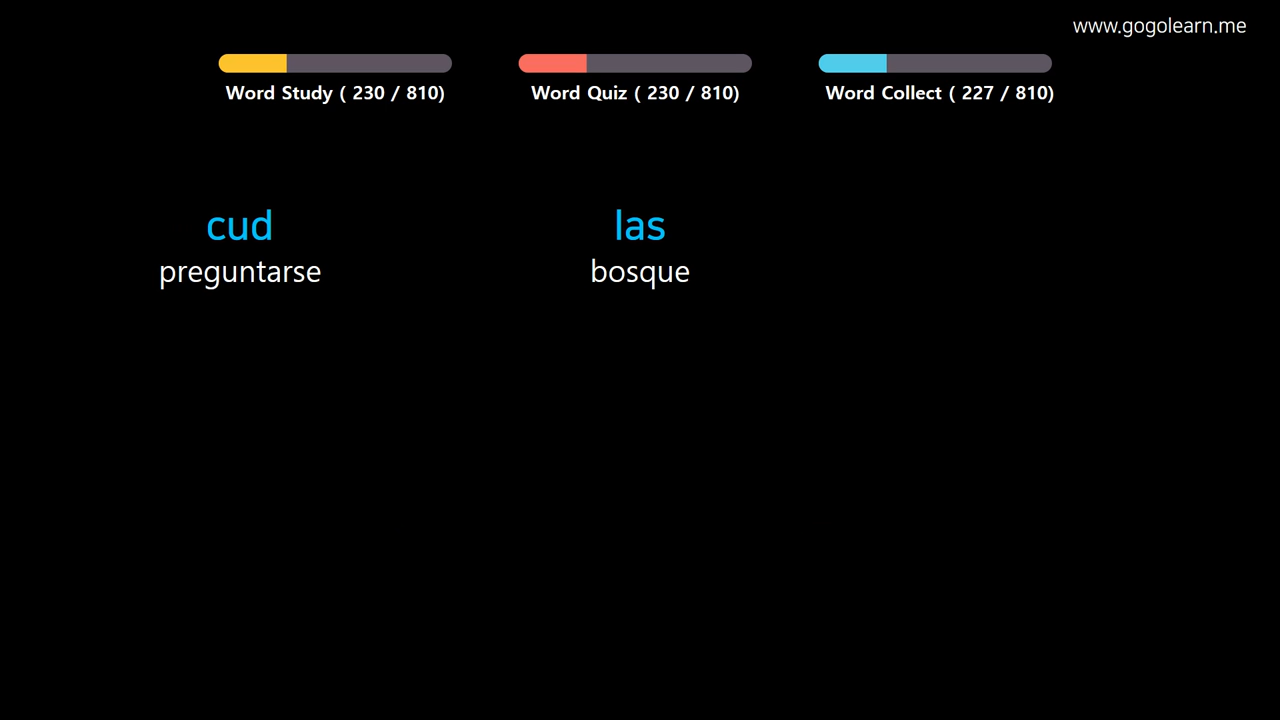 www.gogolearn.me
Word Study ( 230 / 810)
Word Quiz ( 230 / 810)
Word Collect ( 227 / 810)
cud
preguntarse
las
bosque